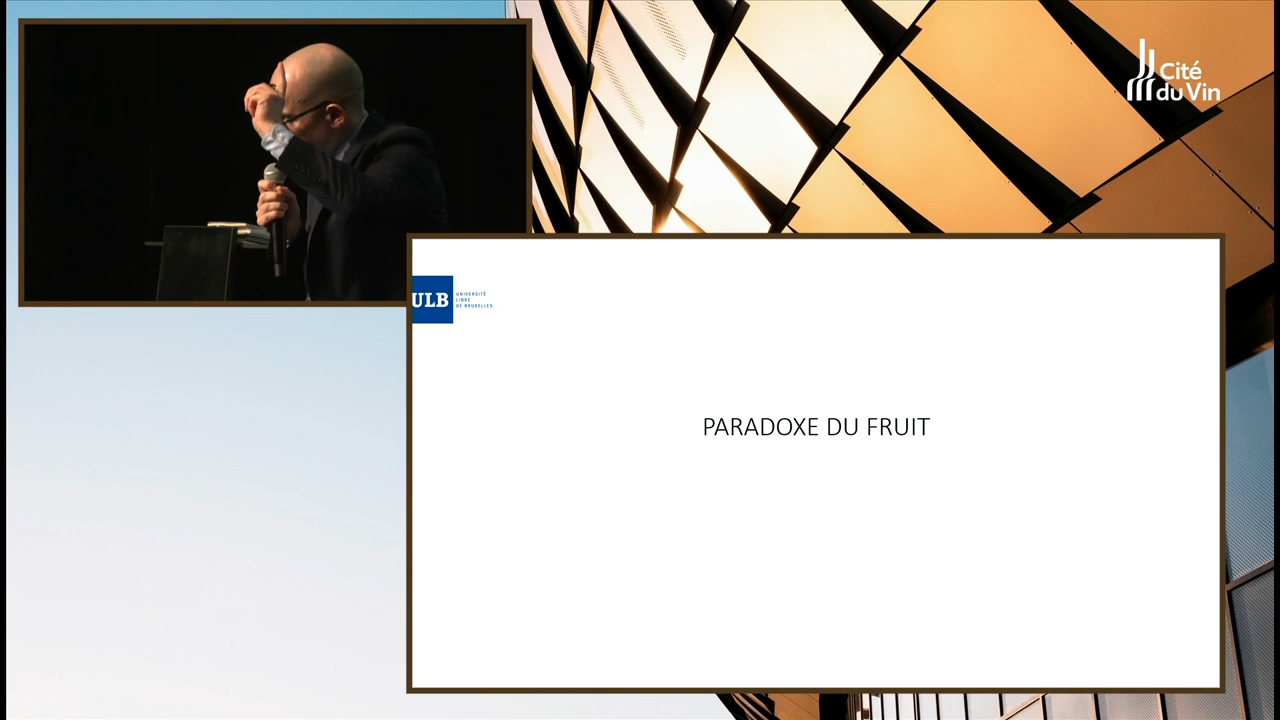 Cité
du Vin
ULB
UNIVERSITÉ
LIBRE
DE BRUXELLES
PARADOXE DU FRUIT